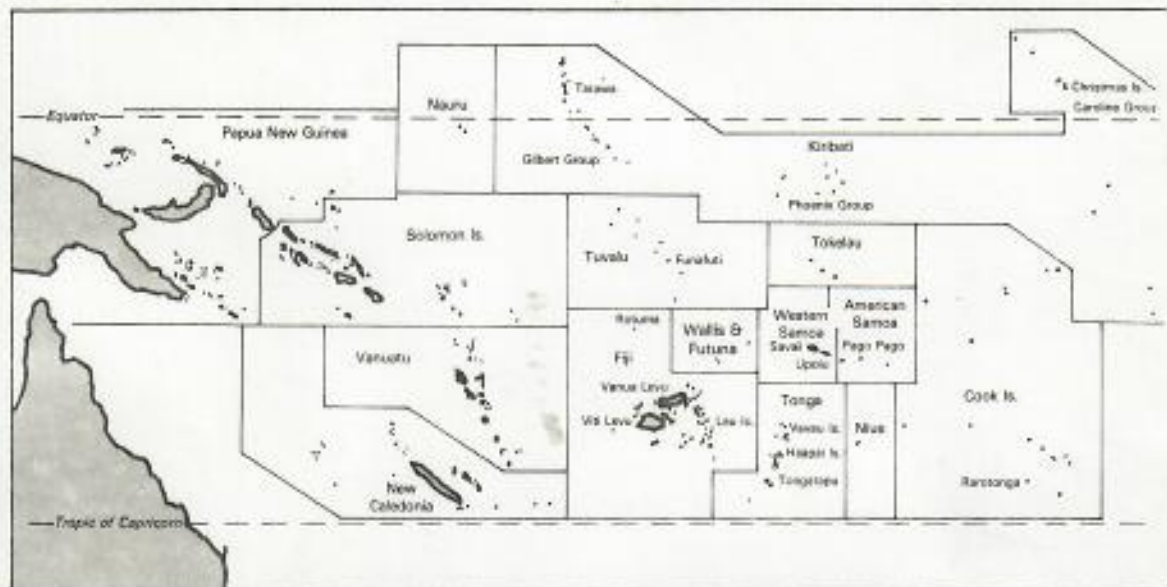 Christmas Is.
Caroline Group
Equator
Papua New Guinea
Nauru
Tarawa
Gilbert Group
Kiribati
Phoenix Group
Solomon Is.
Tuvalu
Funafuti
Tokelau
Rotuma
Fiji
Wallis &
Futuna
Western
Samoa
Savaii
Upolu
American
Samoa
Pago Pago
Vanuatu
Vanua Levu
Viti Levu
Lau Is.
Tonga
Vavau Is.
Haapai Is.
Tongatapu
Niue
Cook Is.
Rarotonga
New
Caledonia
Tropic of Capricorn